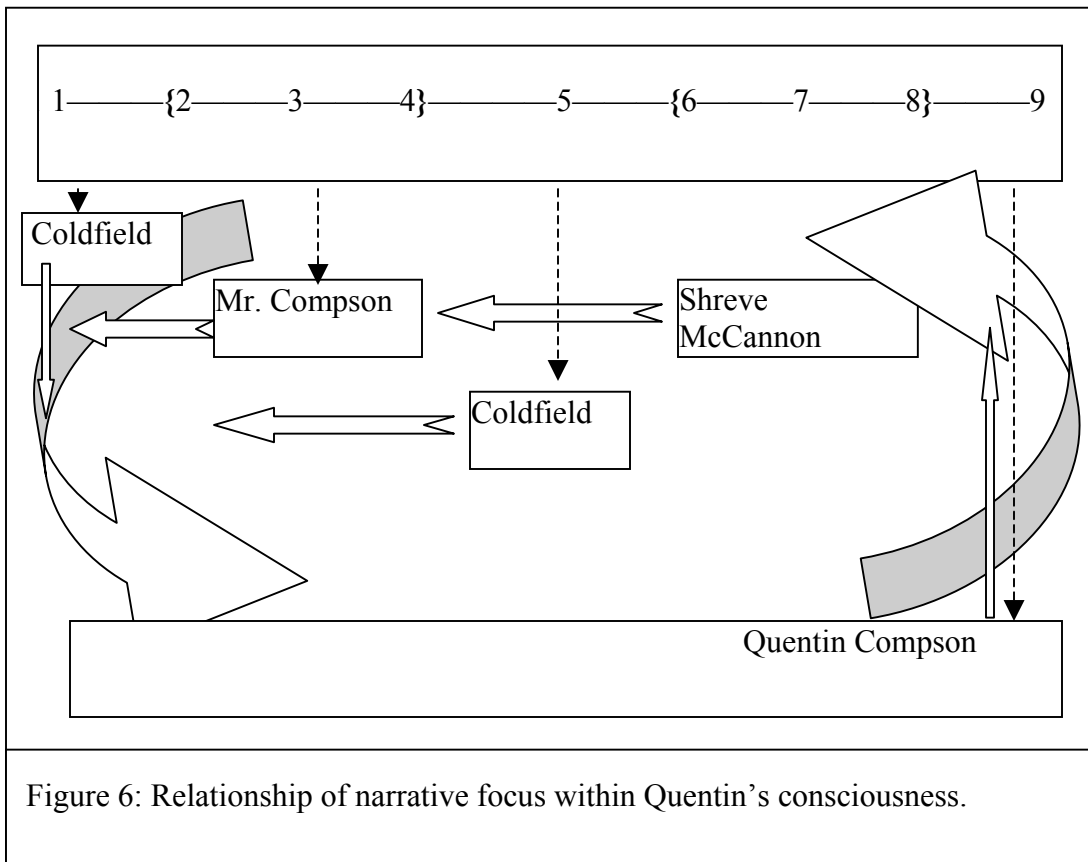 1———{2———3———4}———5———{6———7———8}———9
Coldfield
Mr. Compson
Shreve
McCannon
Coldfield
Quentin Compson
Figure 6: Relationship of narrative focus within Quentin’s consciousness.